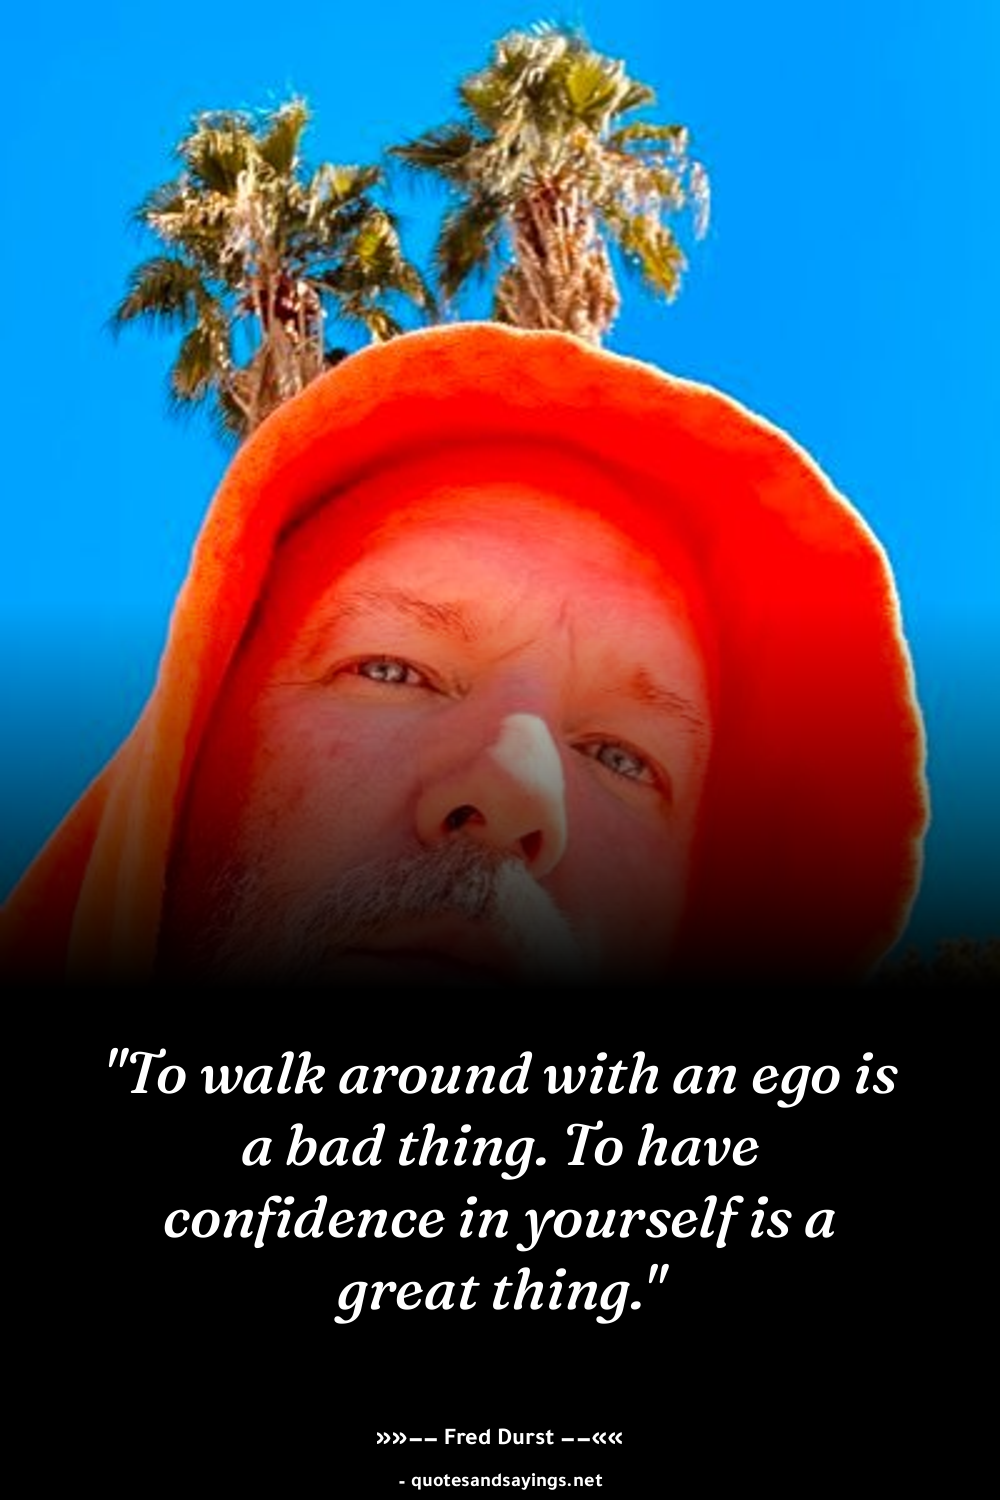 "To walk around with an ego is
a bad thing. To have
confidence in yourself is a
great thing."
»»−− Fred Durst −−««
- quotesandsayings.net